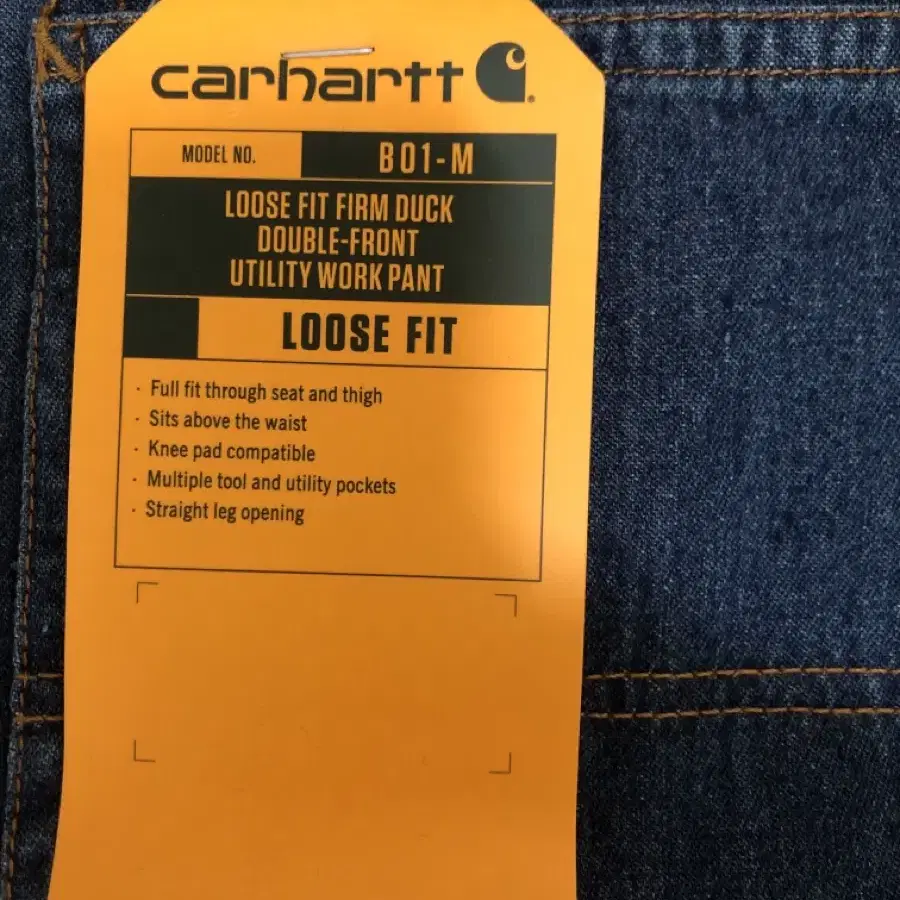 carhartt
MODEL NO. B01-M
LOOSE FIT FIRM DUCK
DOUBLE-FRONT
UTILITY WORK PANT
LOOSE FIT
· Full fit through seat and thigh
· Sits above the waist
· Knee pad compatible
· Multiple tool and utility pockets
· Straight leg opening